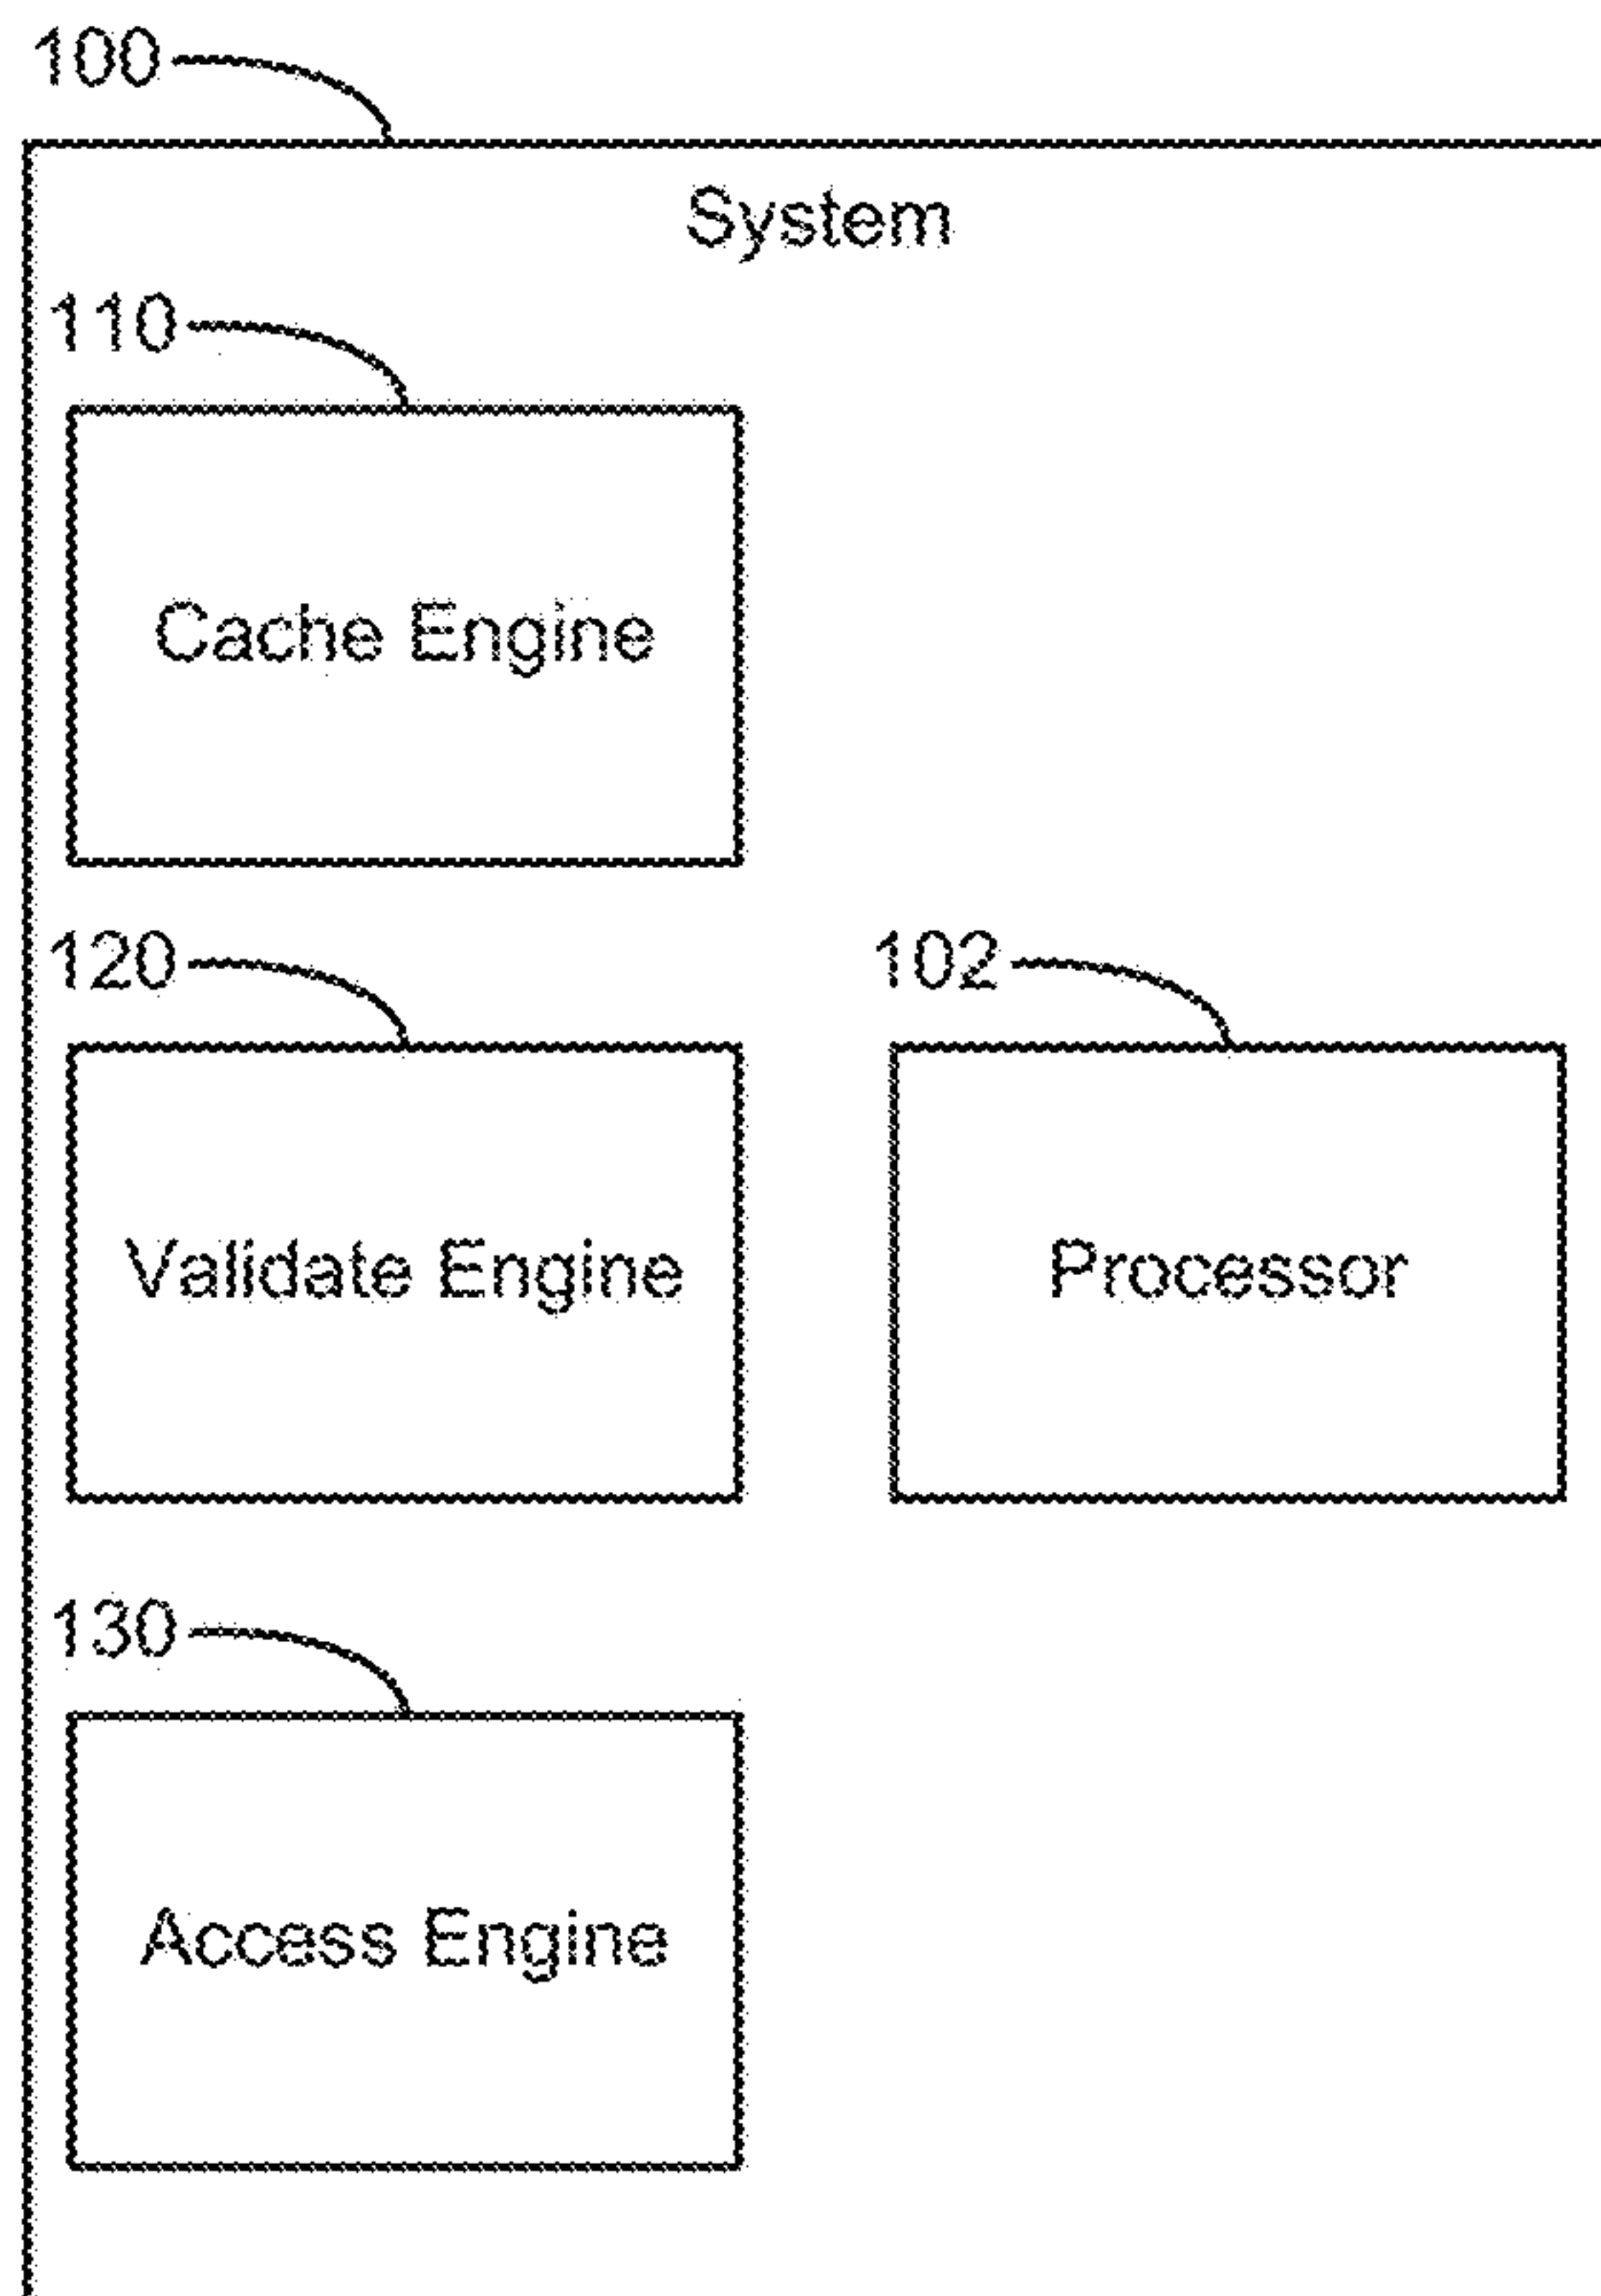 100
System
110
Cache Engine
120
102
Validate Engine
Processor
130
Access Engine